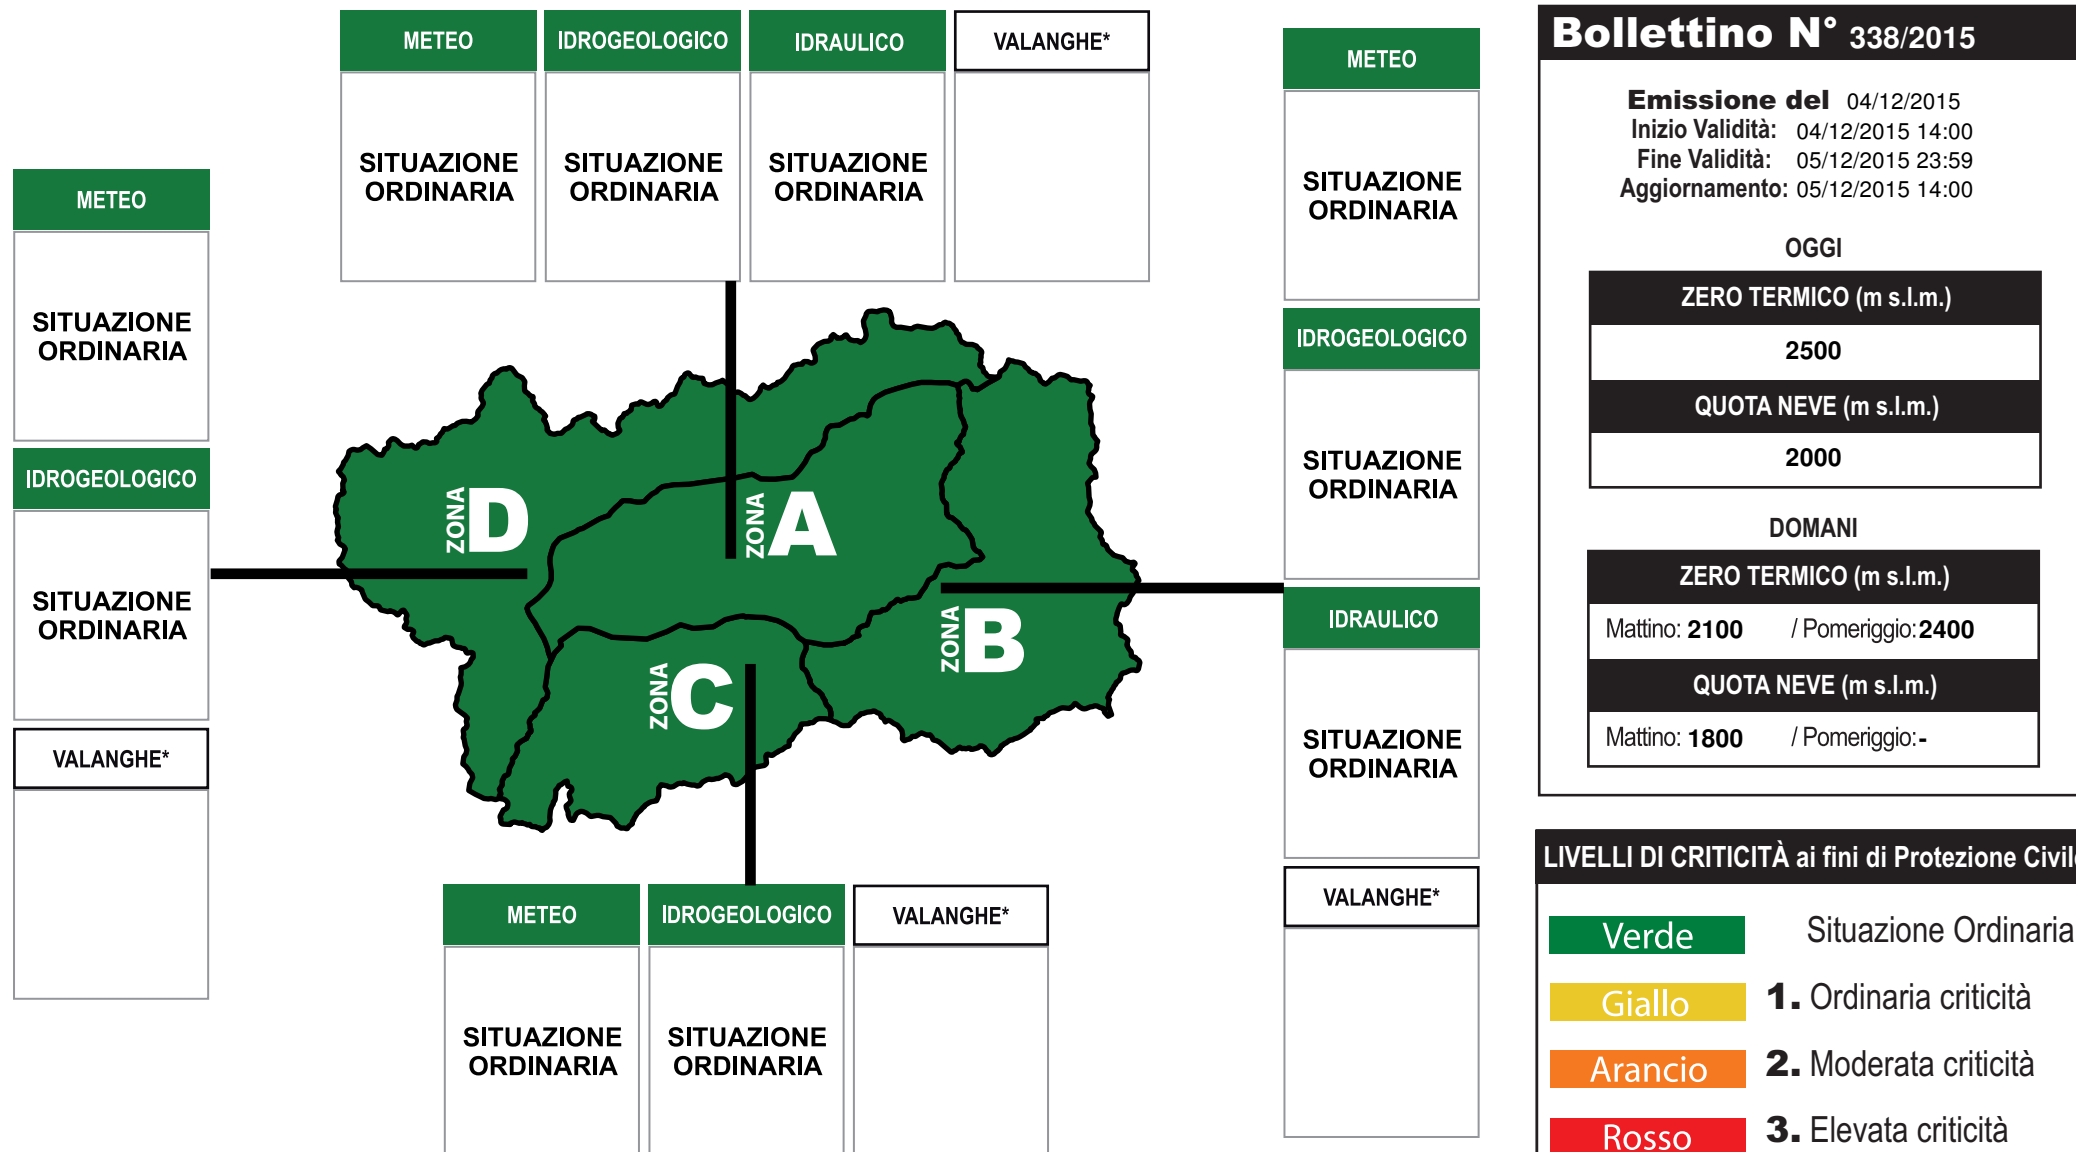 METEO
IDROGEOLOGICO
IDRAULICO
VALANGHE*
SITUAZIONE
ORDINARIA
SITUAZIONE
ORDINARIA
SITUAZIONE
ORDINARIA
METEO
SITUAZIONE
ORDINARIA
IDROGEOLOGICO
SITUAZIONE
ORDINARIA
VALANGHE*
ZONA D
ZONA A
ZONA B
ZONA C
METEO
SITUAZIONE
ORDINARIA
IDROGEOLOGICO
SITUAZIONE
ORDINARIA
IDRAULICO
SITUAZIONE
ORDINARIA
VALANGHE*
METEO
IDROGEOLOGICO
VALANGHE*
SITUAZIONE
ORDINARIA
SITUAZIONE
ORDINARIA
Bollettino N° 338/2015
Emissione del 04/12/2015
Inizio Validità: 04/12/2015 14:00
Fine Validità: 05/12/2015 23:59
Aggiornamento: 05/12/2015 14:00
OGGI
ZERO TERMICO (m s.l.m.)
2500
QUOTA NEVE (m s.l.m.)
2000
DOMANI
ZERO TERMICO (m s.l.m.)
Mattino: 2100 / Pomeriggio: 2400
QUOTA NEVE (m s.l.m.)
Mattino: 1800 / Pomeriggio: -
LIVELLI DI CRITICITÀ ai fini di Protezione Civile
Verde Situazione Ordinaria
Giallo 1. Ordinaria criticità
Arancio 2. Moderata criticità
Rosso 3. Elevata criticità